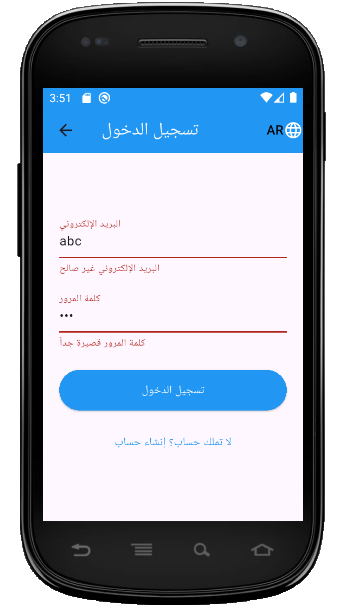 3:51
تسجيل الدخول
AR
البريد الإلكتروني
abc
البريد الإلكتروني غير صالح
كلمة المرور
•••
كلمة المرور قصيرة جداً
تسجيل الدخول
لا تملك حساب؟ إنشاء حساب